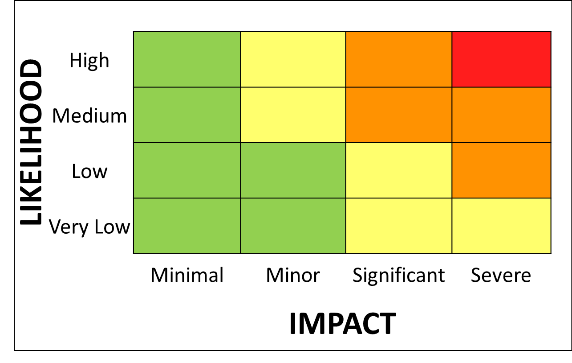 LIKELIHOOD
High
Medium
Low
Very Low
Minimal Minor Significant Severe
IMPACT